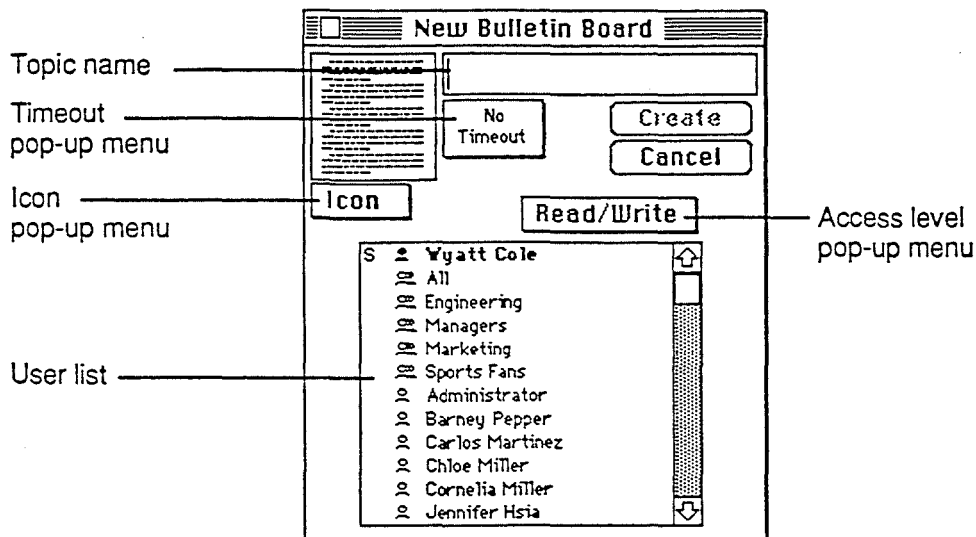 New Bulletin Board
Topic name
Timeout
pop-up menu
No
Timeout
Create
Cancel
Icon
pop-up menu
Icon
Read/Write
Access level
pop-up menu
User list
S Wyatt Cole
All
Engineering
Managers
Marketing
Sports Fans
Administrator
Barney Pepper
Carlos Martinez
Chloe Miller
Cornelia Miller
Jennifer Hsia